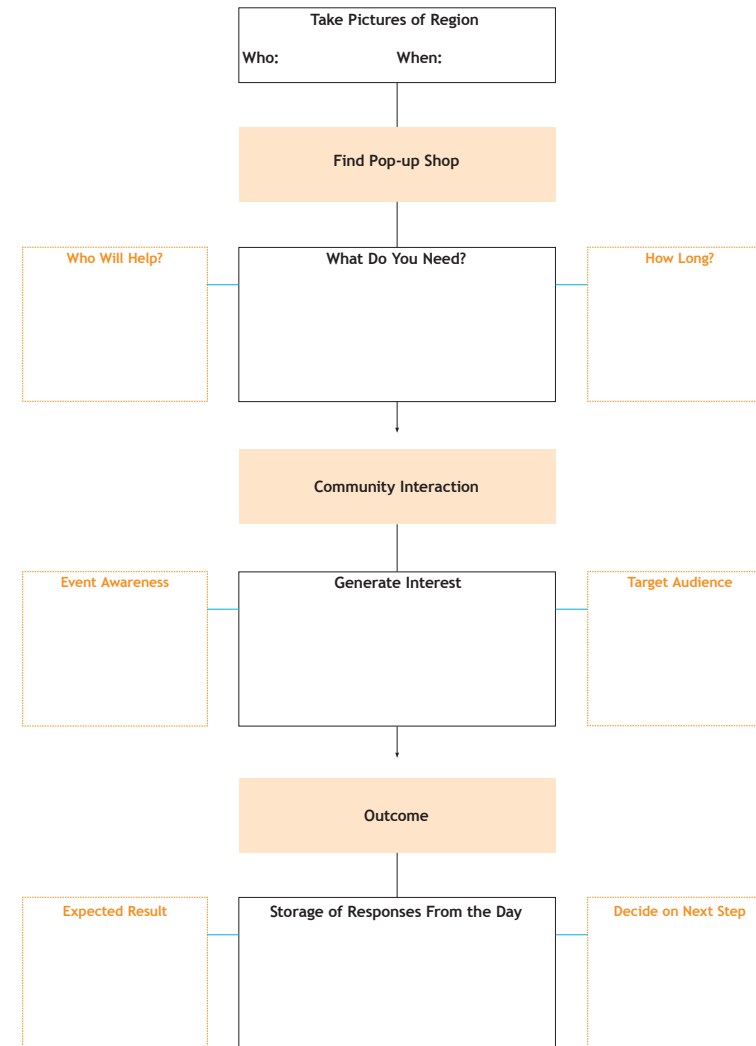 Take Pictures of Region
Who: When:
Find Pop-up Shop
Who Will Help?
What Do You Need?
How Long?
Community Interaction
Event Awareness
Generate Interest
Target Audience
Outcome
Expected Result
Storage of Responses From the Day
Decide on Next Step